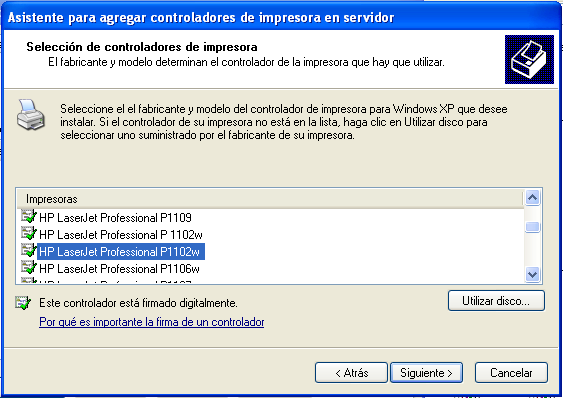 Asistente para agregar controladores de impresora en servidor
Selección de controladores de impresora
El fabricante y modelo determinan el controlador de la impresora que hay que utilizar.
Seleccione el el fabricante y modelo del controlador de impresora para Windows XP que desee
instalar. Si el controlador de su impresora no está en la lista, haga clic en Utilizar disco para
seleccionar uno suministrado por el fabricante de su impresora.
Impresoras
HP LaserJet Professional P1109
HP LaserJet Professional P 1102w
HP LaserJet Professional P1102w
HP LaserJet Professional P1106w
Este controlador está firmado digitalmente.
Utilizar disco...
Por qué es importante la firma de un controlador
< Atrás
Siguiente >
Cancelar